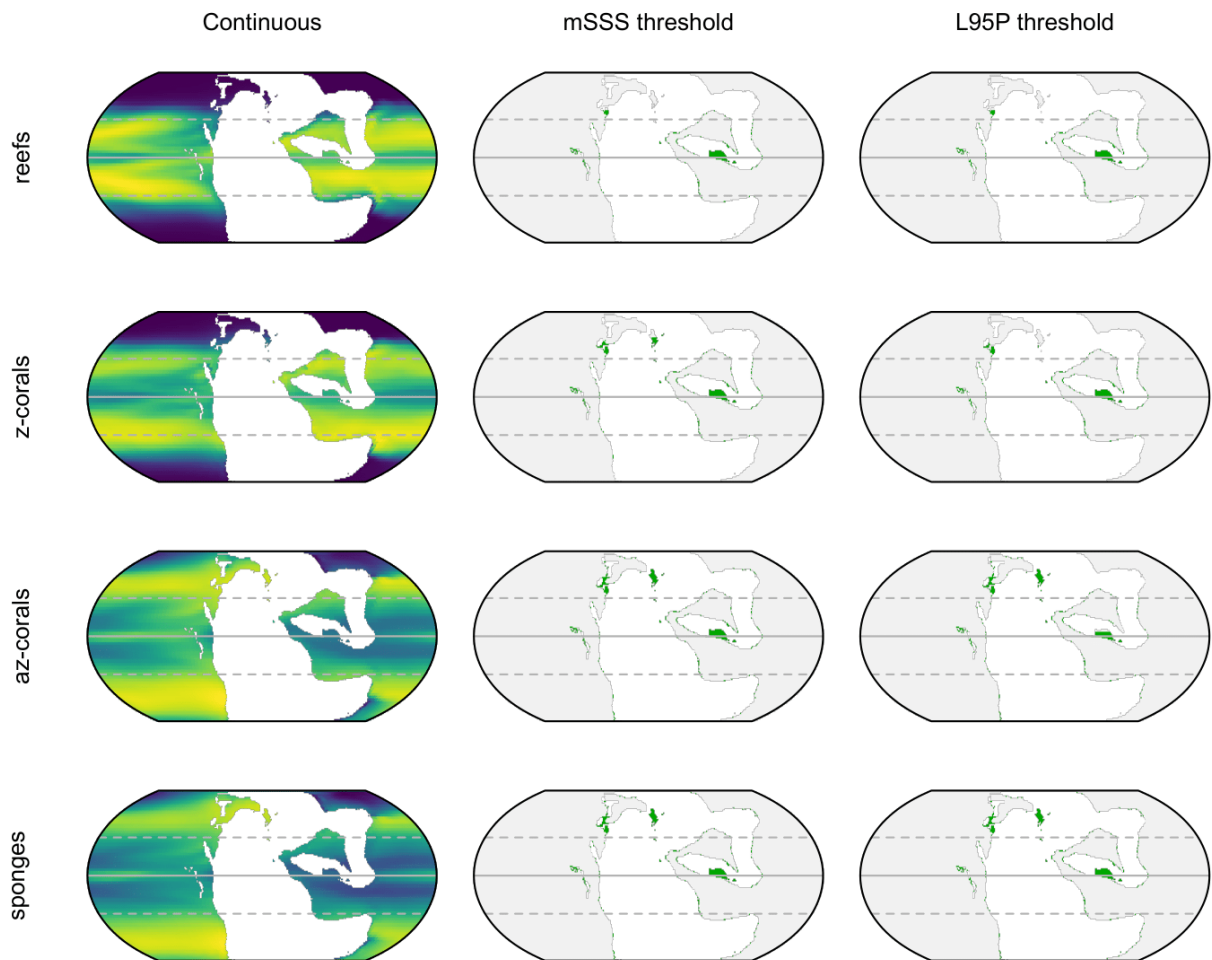 Continuous
mSSS threshold
L95P threshold
reefs
z-corals
az-corals
sponges